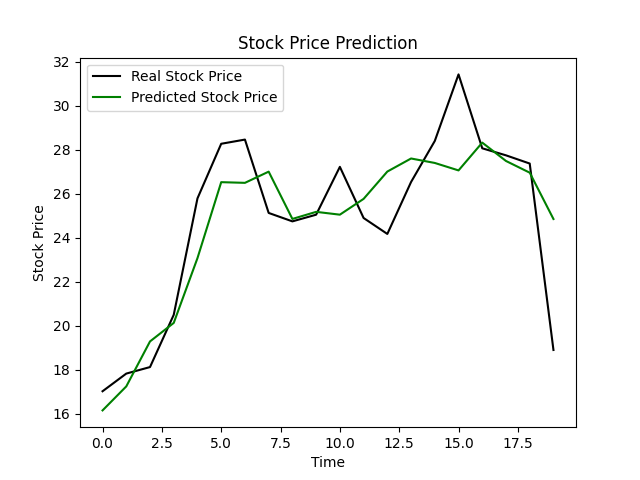 Stock Price Prediction
Real Stock Price
Predicted Stock Price
32
30
28
26
24
22
20
18
16
Stock Price
0.0 2.5 5.0 7.5 10.0 12.5 15.0 17.5
Time